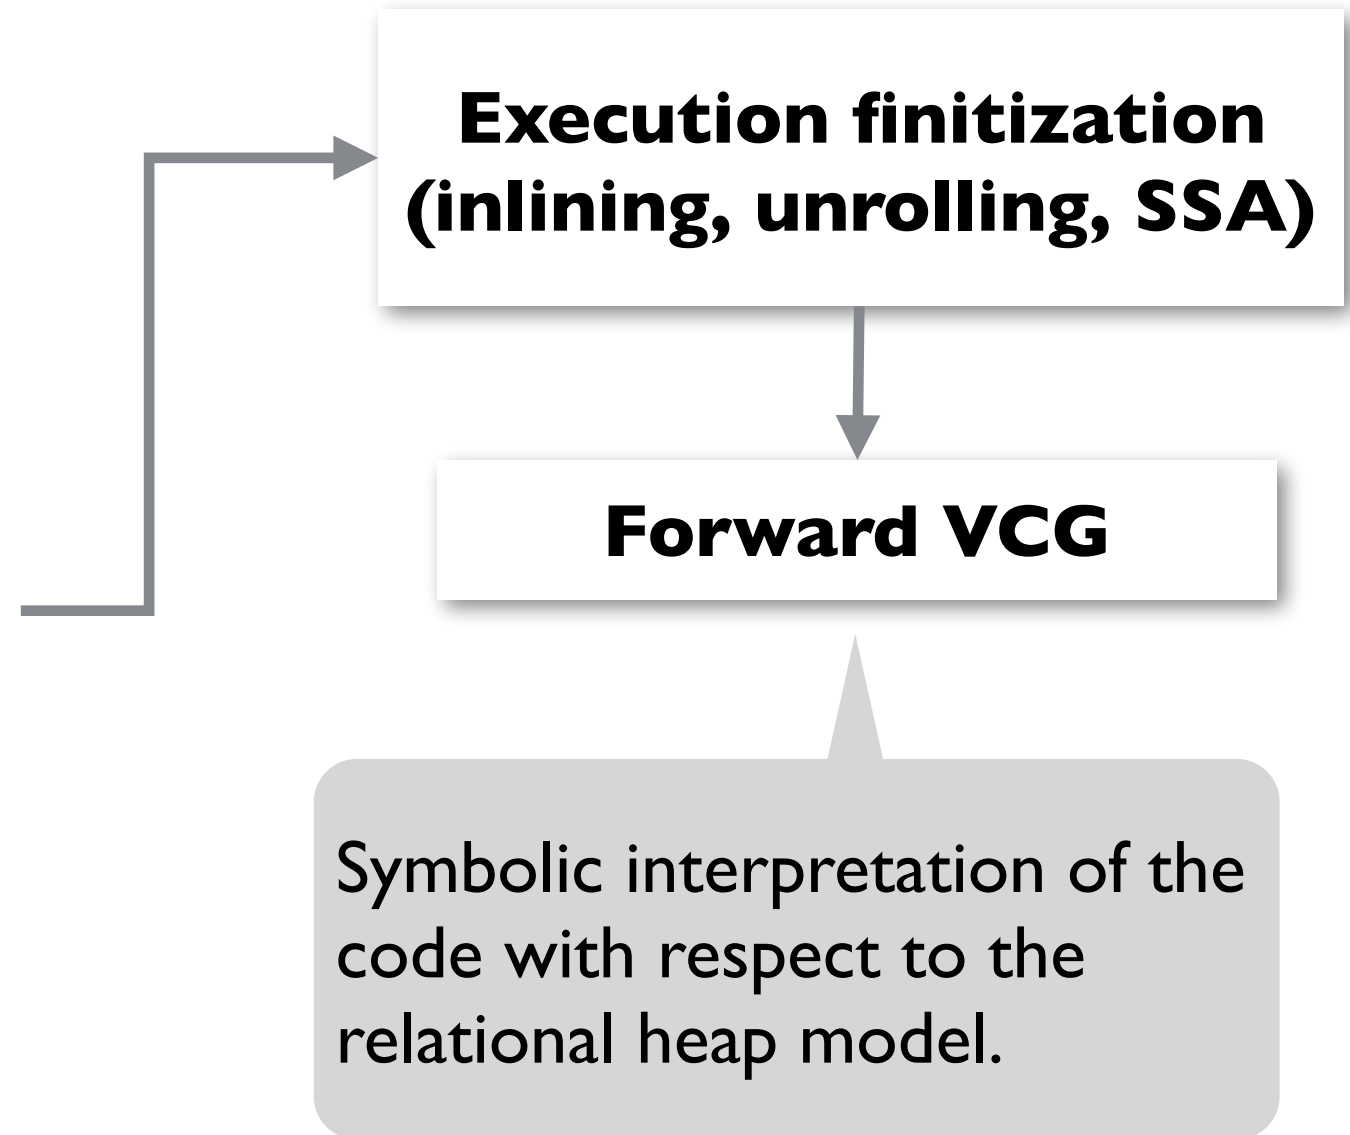 Execution finitization
(inlining, unrolling, SSA)
Forward VCG
Symbolic interpretation of the
code with respect to the
relational heap model.